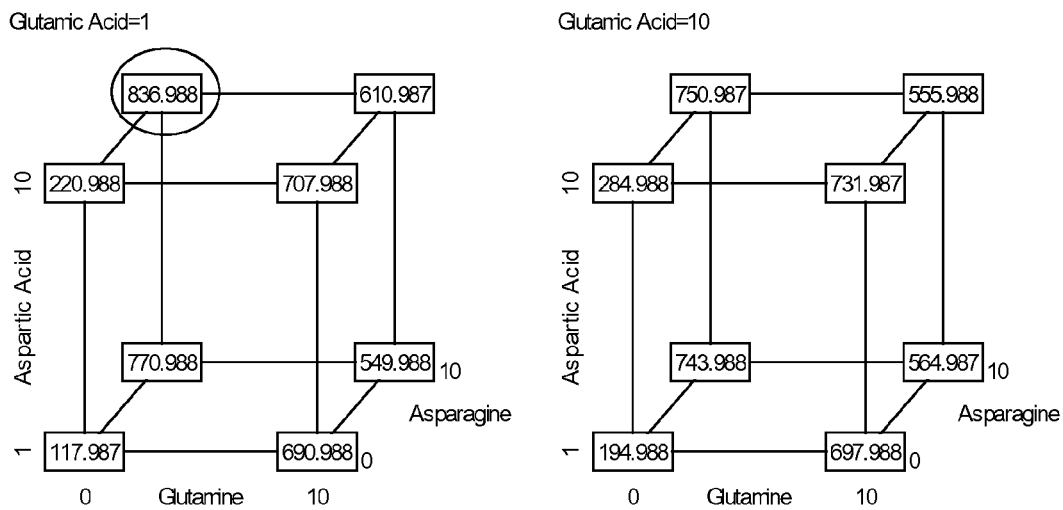 Glutamic Acid=1
Glutamic Acid=10
836.988 610.987
750.987 555.988
10 220.988 707.988
10 284.988 731.987
Aspartic Acid
Aspartic Acid
770.988 549.988 10
743.988 564.987 10
Asparagine
Asparagine
1 117.987 690.988 0
1 194.988 697.988 0
0 Glutamine 10
0 Glutamine 10